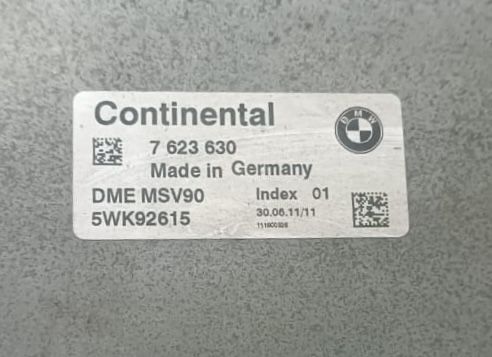 Continental
BMW
7 623 630
Made in Germany
DME MSV90 Index 01
5WK92615 30.06.11/11